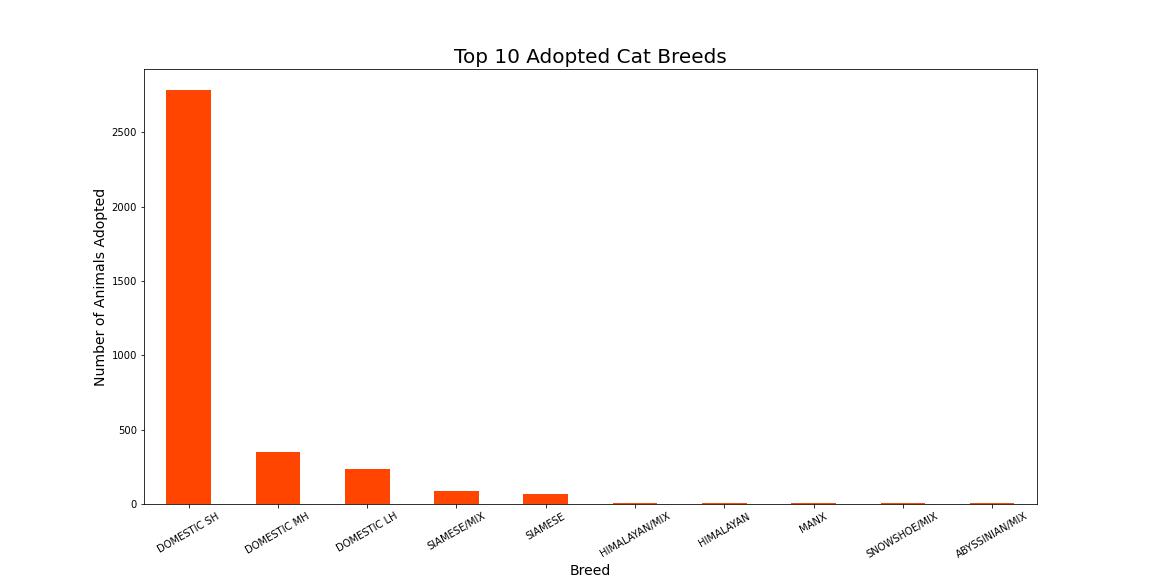 Top 10 Adopted Cat Breeds
Number of Animals Adopted
2500
2000
1500
1000
500
0
DOMESTIC SH
DOMESTIC MH
DOMESTIC LH
SIAMESE/MIX
SIAMESE
HIMALAYAN/MIX
HIMALAYAN
MANX
SNOWSHOE/MIX
ABYSSINIAN/MIX
Breed